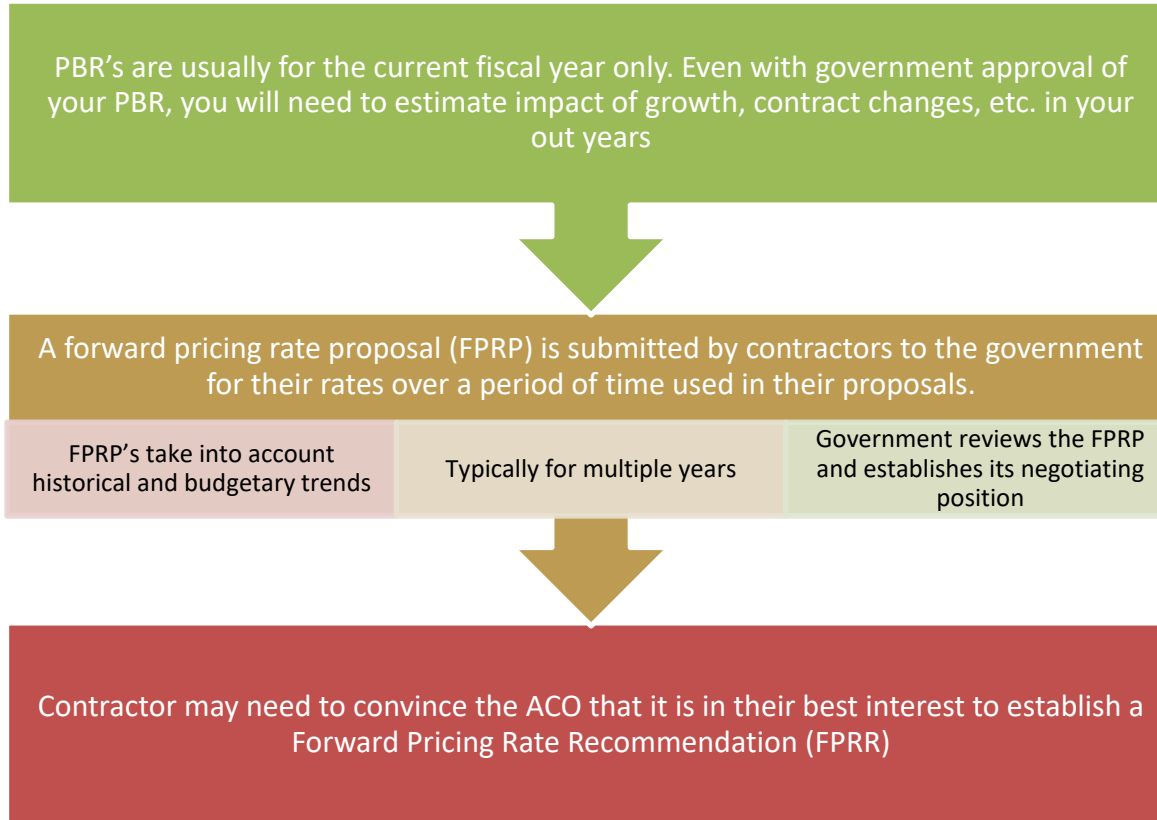 PBR’s are usually for the current fiscal year only. Even with government approval of
your PBR, you will need to estimate impact of growth, contract changes, etc. in your
out years
A forward pricing rate proposal (FPRP) is submitted by contractors to the government
for their rates over a period of time used in their proposals.
FPRP’s take into account
historical and budgetary trends
Typically for multiple years
Government reviews the FPRP
and establishes its negotiating
position
Contractor may need to convince the ACO that it is in their best interest to establish a
Forward Pricing Rate Recommendation (FPRR)